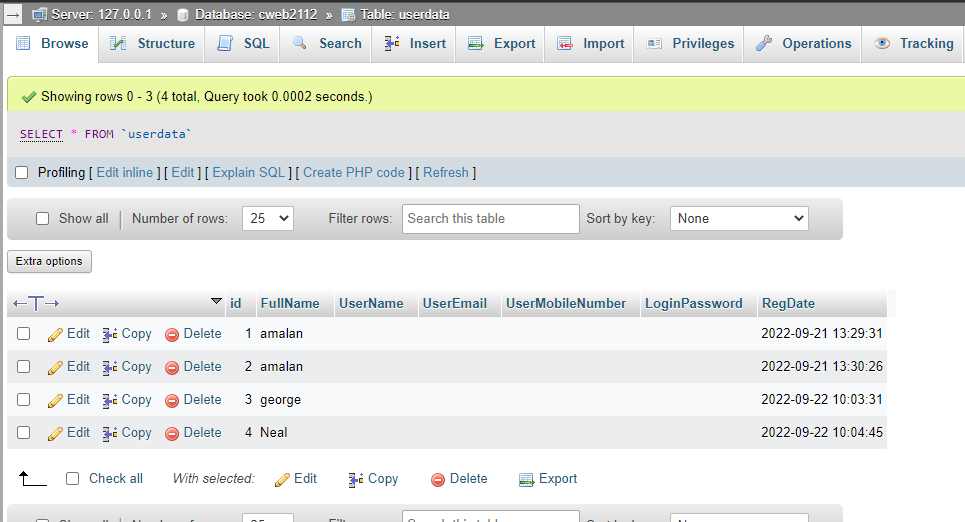 Server: 127.0.0.1 » Database: cweb2112 » Table: userdata
Browse Structure SQL Search Insert Export Import Privileges Operations Tracking
Showing rows 0 - 3 (4 total, Query took 0.0002 seconds.)
SELECT * FROM `userdata`
Profiling [ Edit inline ] [ Edit ] [ Explain SQL ] [ Create PHP code ] [ Refresh ]
Show all Number of rows: 25 Filter rows: Search this table Sort by key: None
Extra options
←T→ id FullName UserName UserEmail UserMobileNumber LoginPassword RegDate
Edit Copy Delete 1 amalan 2022-09-21 13:29:31
Edit Copy Delete 2 amalan 2022-09-21 13:30:26
Edit Copy Delete 3 george 2022-09-22 10:03:31
Edit Copy Delete 4 Neal 2022-09-22 10:04:45
Check all With selected: Edit Copy Delete Export